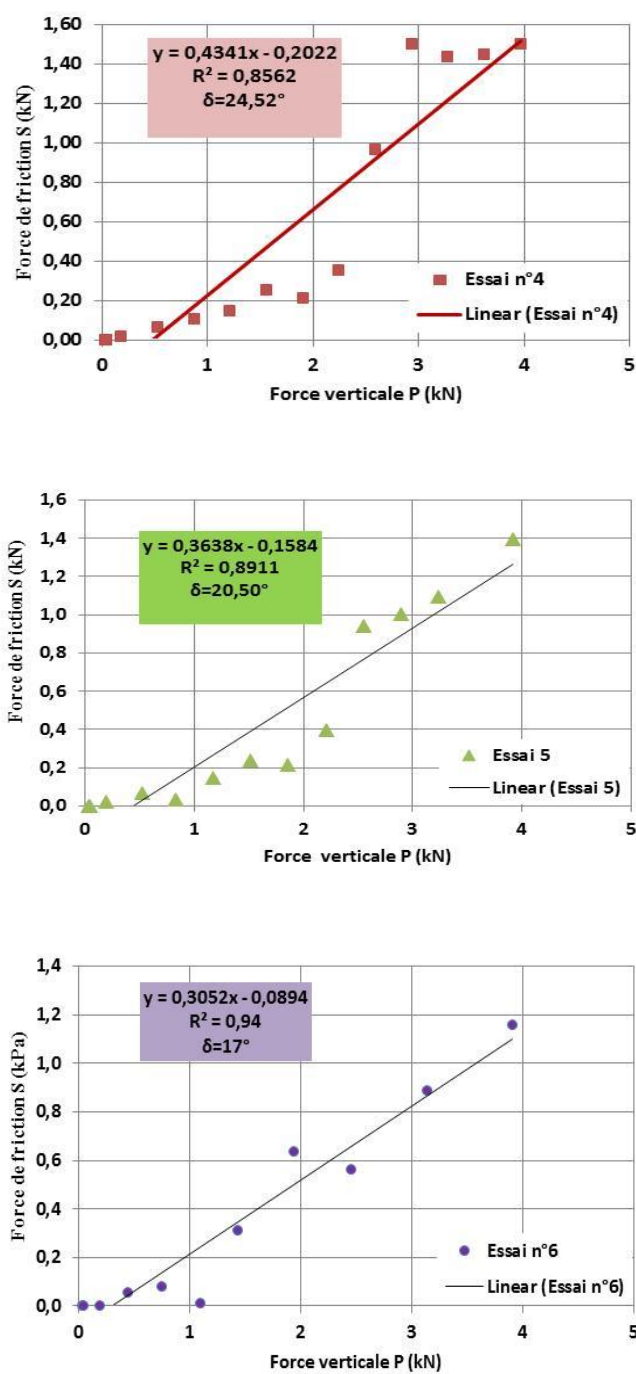 Force de friction S (kN)
1,60
1,40
1,20
1,00
0,80
0,60
0,40
0,20
0,00
y = 0,4341x - 0,2022
R² = 0,8562
δ=24,52°
Essai n°4
Linear (Essai n°4)
0 1 2 3 4 5
Force verticale P (kN)
Force de friction S (kN)
1,6
1,4
1,2
1,0
0,8
0,6
0,4
0,2
0,0
y = 0,3638x - 0,1584
R² = 0,8911
δ=20,50°
Essai 5
Linear (Essai 5)
0 1 2 3 4 5
Force verticale P (kN)
Force de friction S (kPa)
1,4
1,2
1,0
0,8
0,6
0,4
0,2
0,0
y = 0,3052x - 0,0894
R² = 0,94
δ=17°
Essai n°6
Linear (Essai n°6)
0 1 2 3 4 5
Force verticale P (kN)